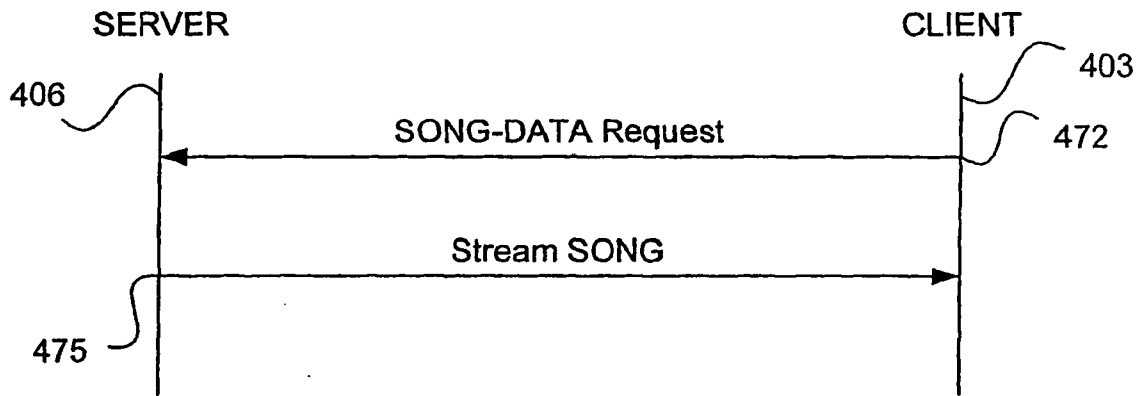 SERVER
CLIENT
406
403
SONG-DATA Request
472
Stream SONG
475